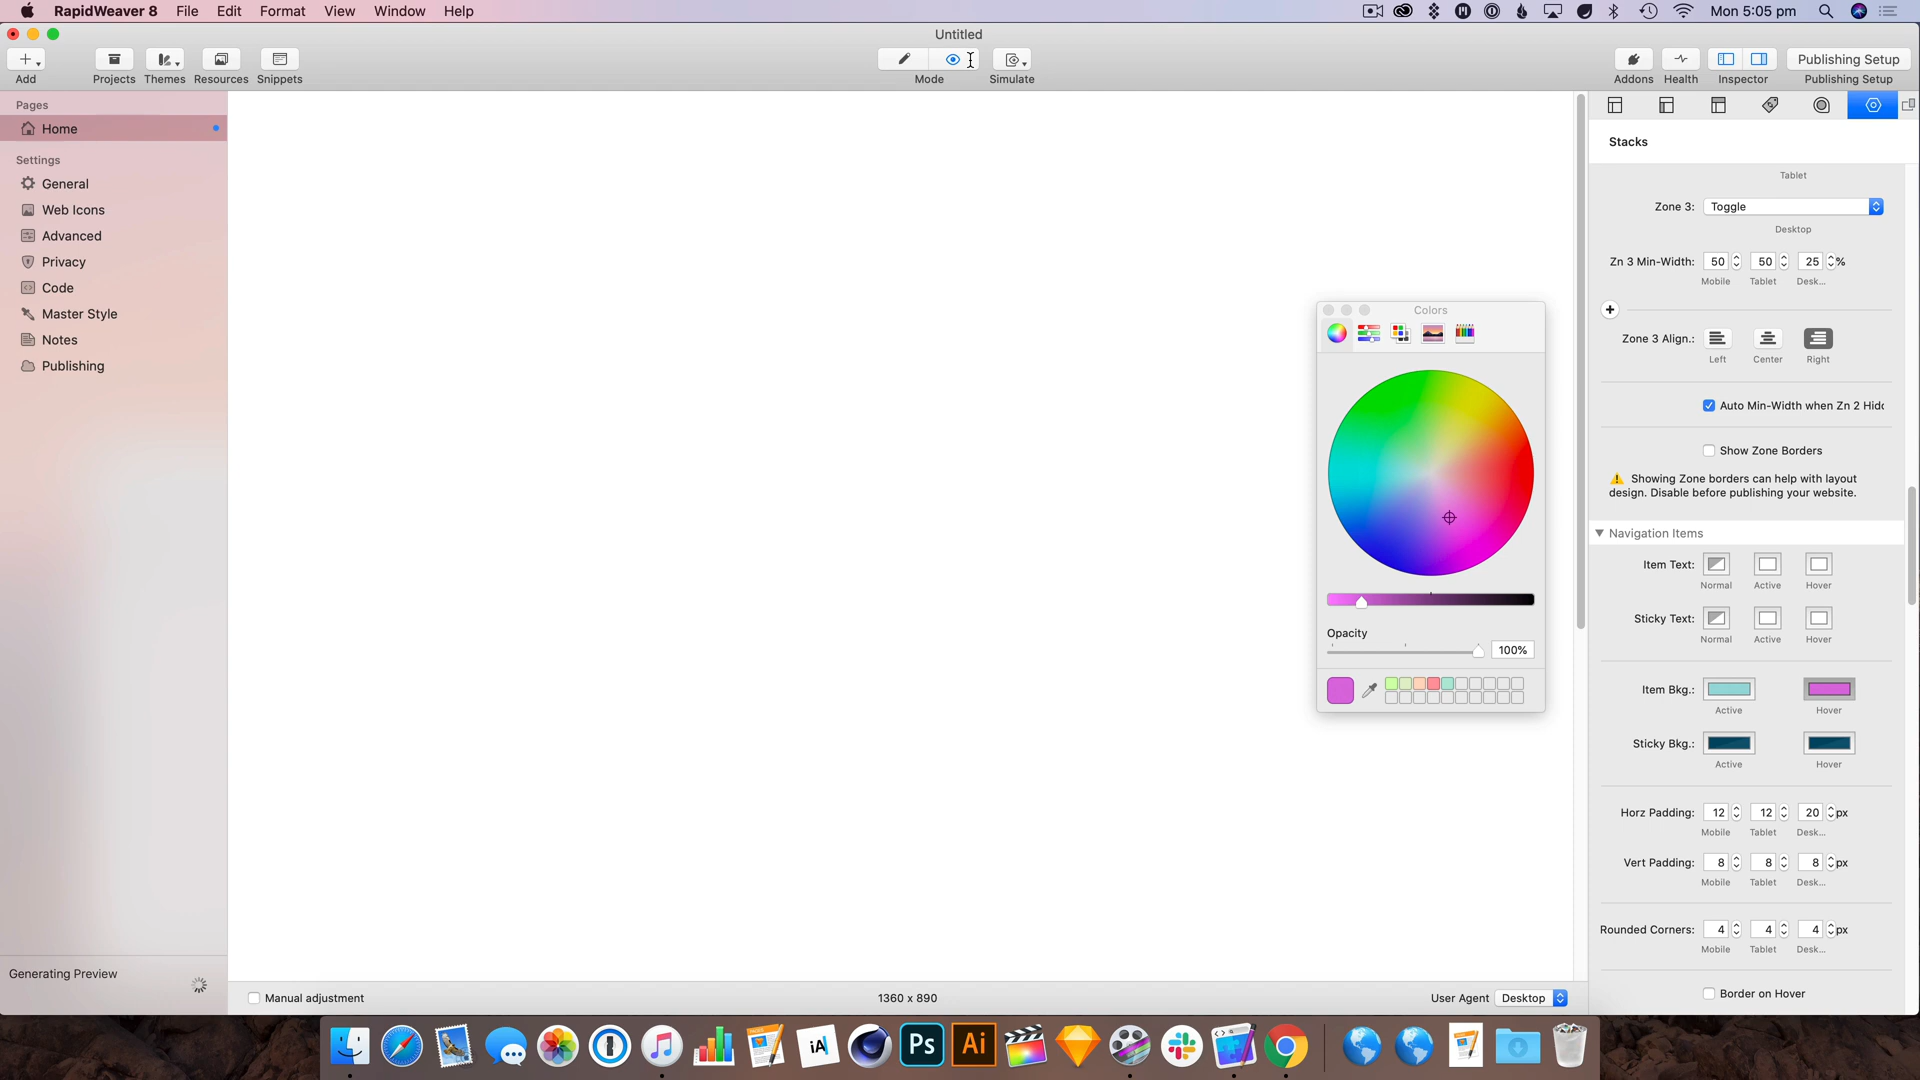 RapidWeaver 8 File Edit Format View Window Help Mon 5:05 pm
Untitled
Add Projects Themes Resources Snippets Mode Simulate Addons Health Inspector Publishing Setup
Publishing Setup
Pages
Home
Settings
General
Web Icons
Advanced
Privacy
Code
Master Style
Notes
Publishing
Generating Preview
Manual adjustment
1360 x 890
User Agent Desktop
Colors
Opacity
100%
Stacks
Tablet
Zone 3: Toggle
Desktop
Zn 3 Min-Width: 50 50 25 %
Mobile Tablet Desk...
Zone 3 Align.:
Left Center Right
Auto Min-Width when Zn 2 Hidd
Show Zone Borders
Showing Zone borders can help with layout
design. Disable before publishing your website.
Navigation Items
Item Text:
Normal Active Hover
Sticky Text:
Normal Active Hover
Item Bkg.:
Active Hover
Sticky Bkg.:
Active Hover
Horz Padding: 12 12 20 px
Mobile Tablet Desk...
Vert Padding: 8 8 8 px
Mobile Tablet Desk...
Rounded Corners: 4 4 4 px
Mobile Tablet Desk...
Border on Hover
iA Ps Ai